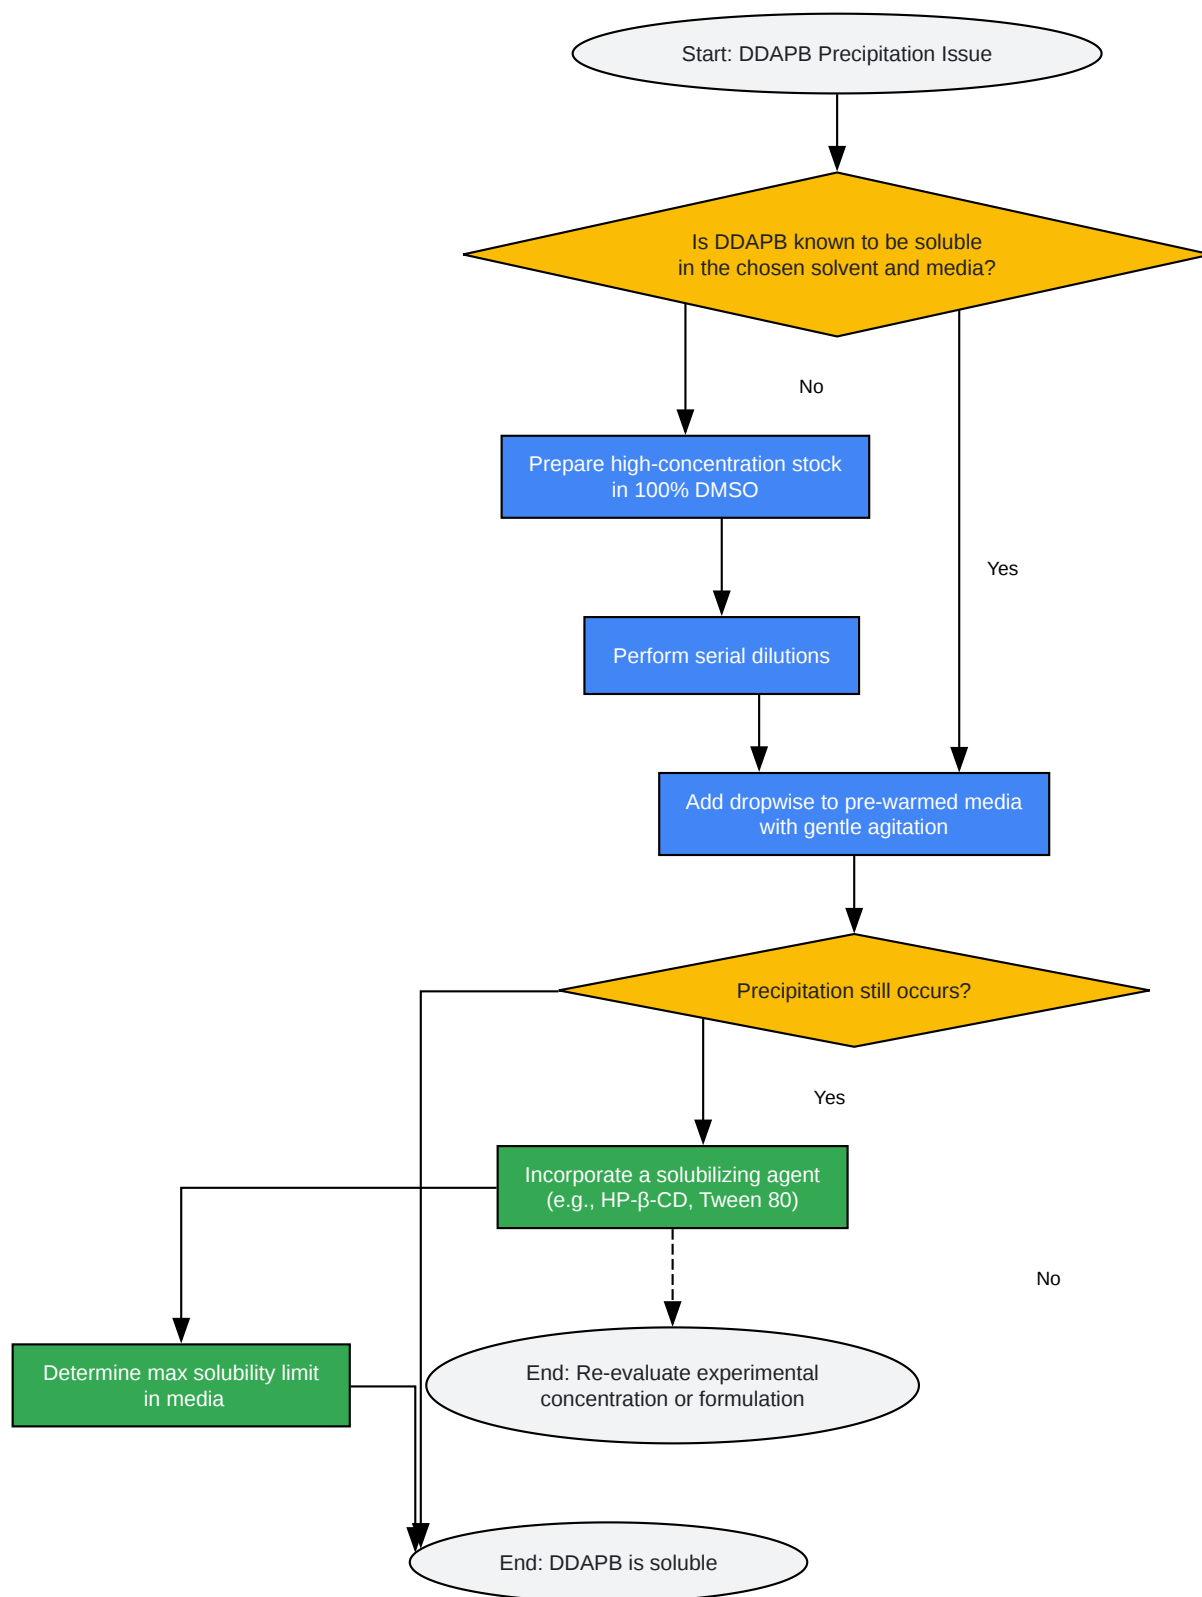 Start: DDAPB Precipitation Issue
Is DDAPB known to be soluble
in the chosen solvent and media?
No
Prepare high-concentration stock
in 100% DMSO
Yes
Perform serial dilutions
Add dropwise to pre-warmed media
with gentle agitation
Precipitation still occurs?
Yes
Incorporate a solubilizing agent
(e.g., HP-β-CD, Tween 80)
No
Determine max solubility limit
in media
End: Re-evaluate experimental
concentration or formulation
End: DDAPB is soluble